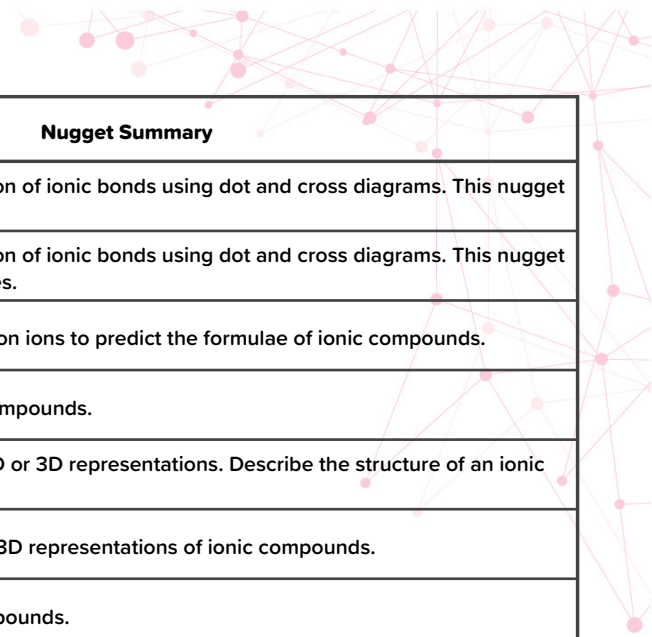 Nugget Summary
on of ionic bonds using dot and cross diagrams. This nugget
on of ionic bonds using dot and cross diagrams. This nugget
s.
on ions to predict the formulae of ionic compounds.
mpounds.
D or 3D representations. Describe the structure of an ionic
3D representations of ionic compounds.
pounds.